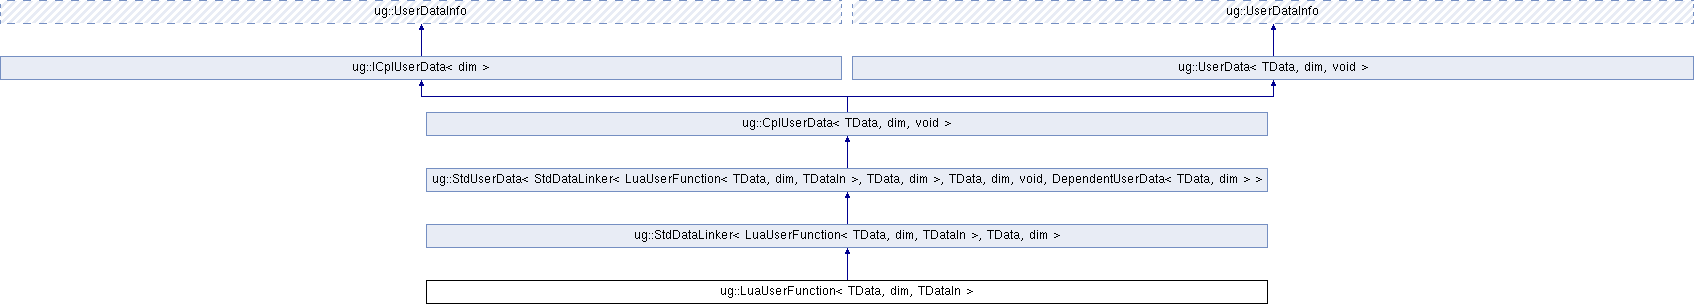 ug::UserDataInfo
ug::UserDataInfo
ug::ICplUserData< dim >
ug::UserData< TData, dim, void >
ug::CplUserData< TData, dim, void >
ug::StdUserData< StdDataLinker< LuaUserFunction< TData, dim, TDataIn >, TData, dim >, TData, dim, void, DependentUserData< TData, dim > >
ug::StdDataLinker< LuaUserFunction< TData, dim, TDataIn >, TData, dim >
ug::LuaUserFunction< TData, dim, TDataIn >